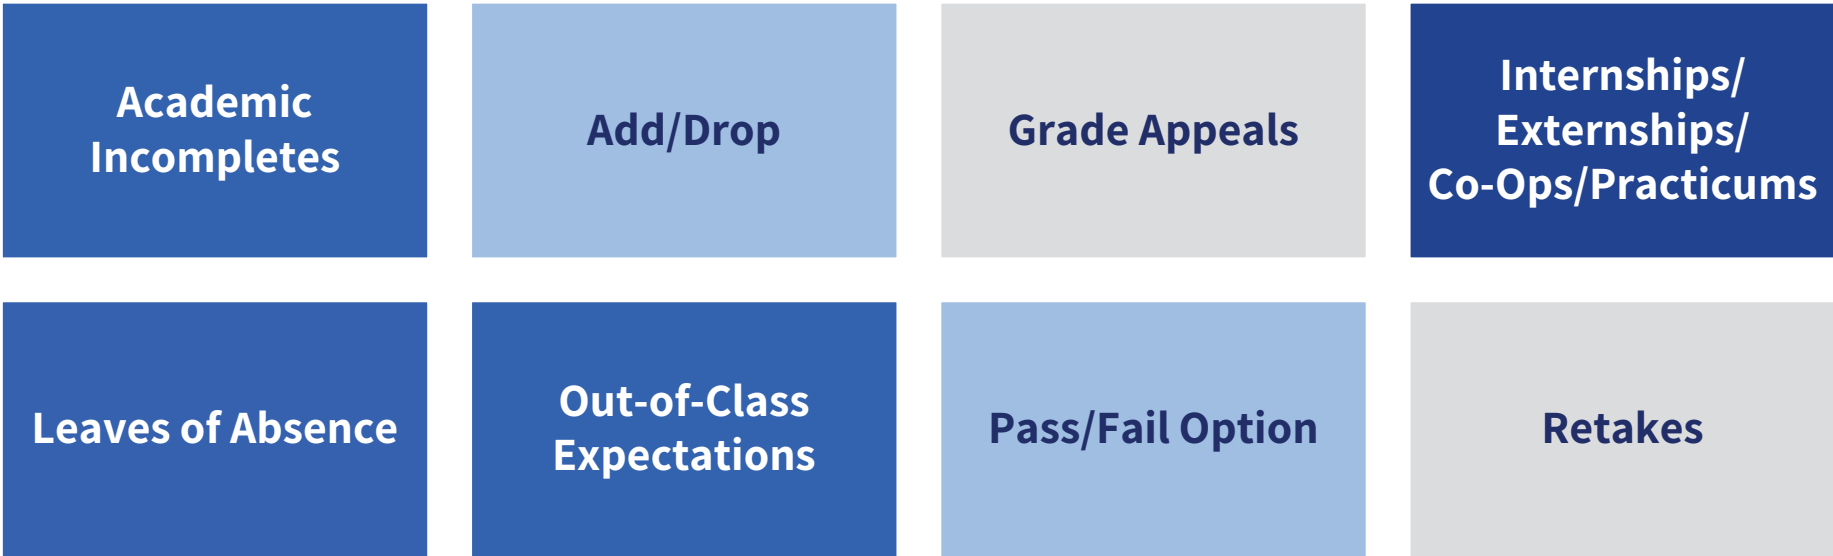 Academic
Incompletes
Add/Drop
Grade Appeals
Internships/
Externships/
Co-Ops/Practicums
Leaves of Absence
Out-of-Class
Expectations
Pass/Fail Option
Retakes